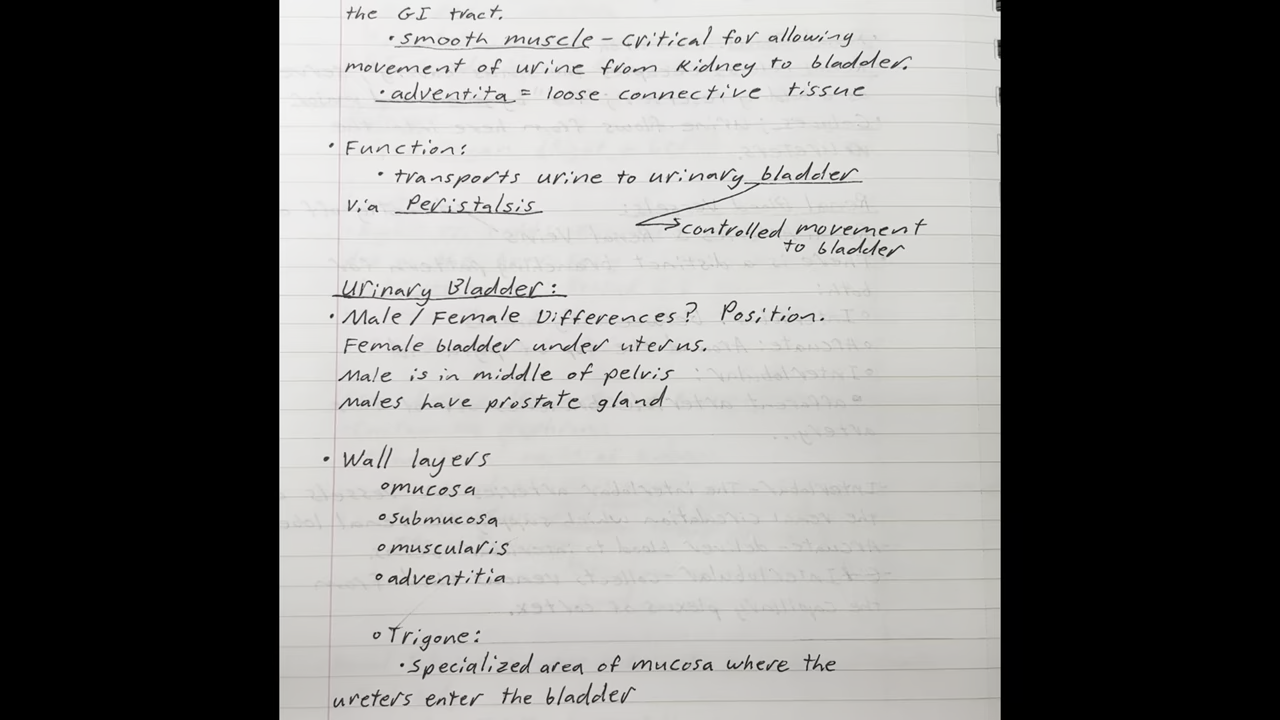 the GI tract.
• smooth muscle - critical for allowing
movement of urine from kidney to bladder.
• adventita = loose connective tissue
• Function:
• transports urine to urinary bladder
via Peristalsis
controlled movement
to bladder
Urinary Bladder:
• Male / Female Differences? Position.
Female bladder under uterus.
Male is in middle of pelvis
Males have prostate gland
• Wall layers
○ mucosa
○ submucosa
○ muscularis
○ adventitia
○ Trigone:
• specialized area of mucosa where the
ureters enter the bladder